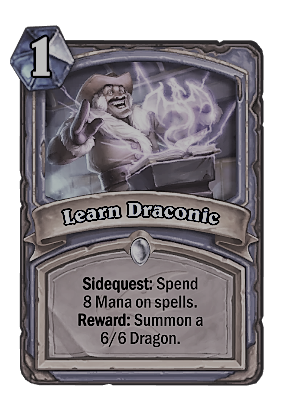 1
Learn Draconic
Sidequest: Spend
8 Mana on spells.
Reward: Summon a
6/6 Dragon.